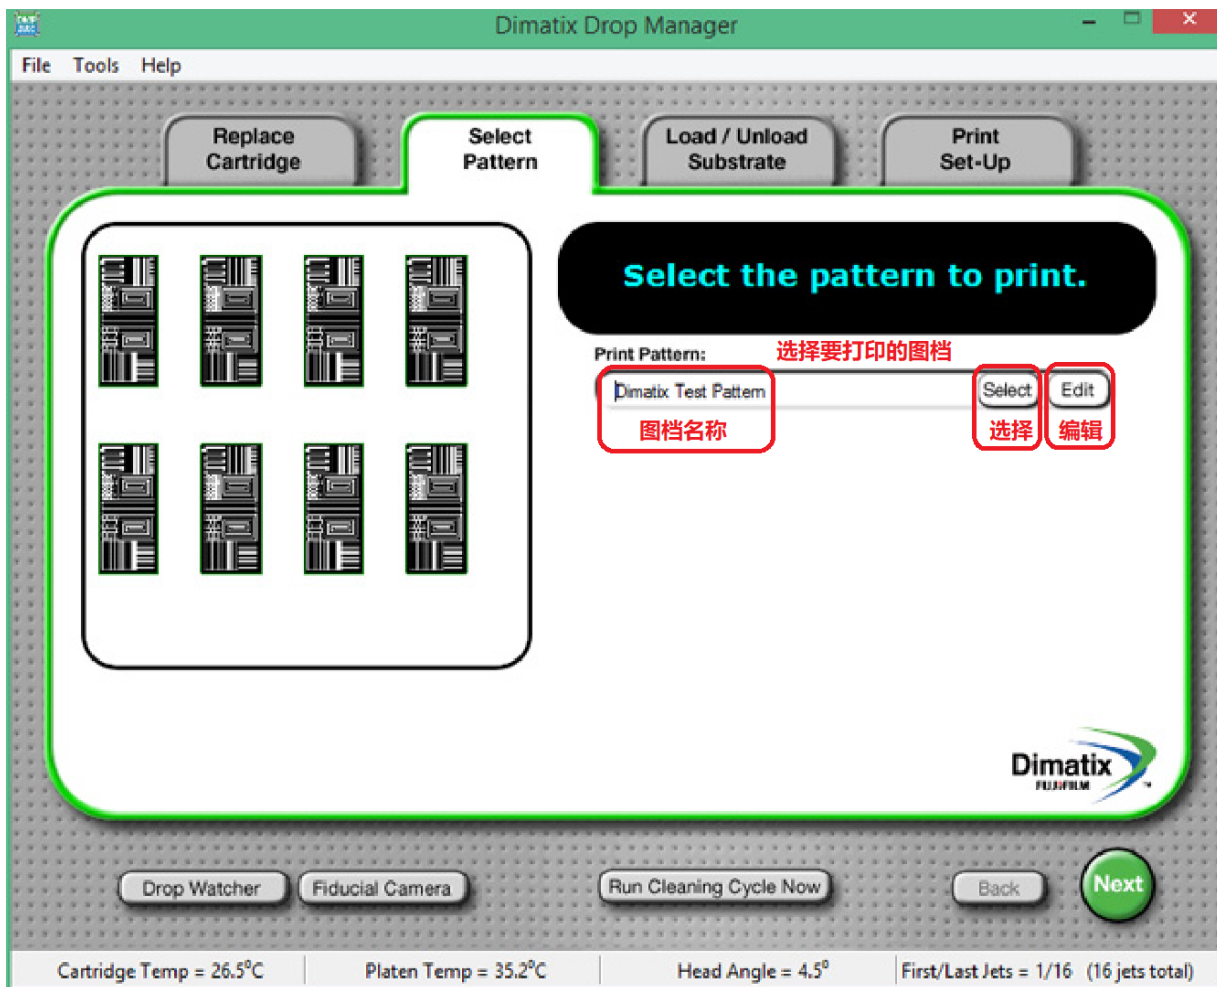 Dimatix Drop Manager
File Tools Help
Replace
Cartridge
Select
Pattern
Load / Unload
Substrate
Print
Set-Up
Select the pattern to print.
Print Pattern:
选择要打印的图档
Dimatix Test Pattern
Select
Edit
图档名称
选择
编辑
Dimatix
FUJIFILM
Drop Watcher
Fiducial Camera
Run Cleaning Cycle Now
Back
Next
Cartridge Temp = 26.5⁰C
Platen Temp = 35.2⁰C
Head Angle = 4.5⁰
First/Last Jets = 1/16 (16 jets total)